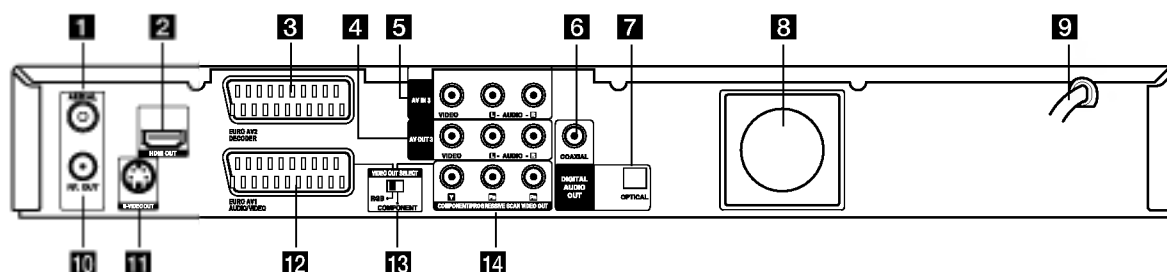 1 2 3 4 5 6 7 8 9
AERIAL
HDMI OUT
RF. OUT
S-VIDEO OUT
EURO AV2
DECODER
EURO AV1
AUDIO/VIDEO
VIDEO OUT SELECT
RGB
COMPONENT
AV IN 3
VIDEO L - AUDIO - R
AV OUT 3
VIDEO L - AUDIO - R
COMPONENT/PROGRESSIVE SCAN VIDEO OUT
COAXIAL
DIGITAL
AUDIO
OUT
OPTICAL
10 11 12 13 14